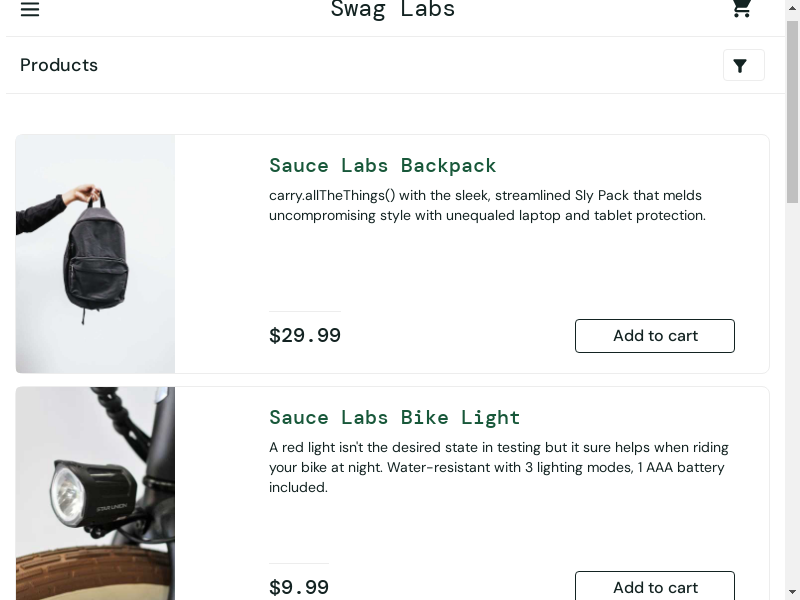 Swag Labs
Products
Sauce Labs Backpack
carry.allTheThings() with the sleek, streamlined Sly Pack that melds
uncompromising style with unequaled laptop and tablet protection.
$29.99
Add to cart
Sauce Labs Bike Light
A red light isn't the desired state in testing but it sure helps when riding
your bike at night. Water-resistant with 3 lighting modes, 1 AAA battery
included.
$9.99
Add to cart